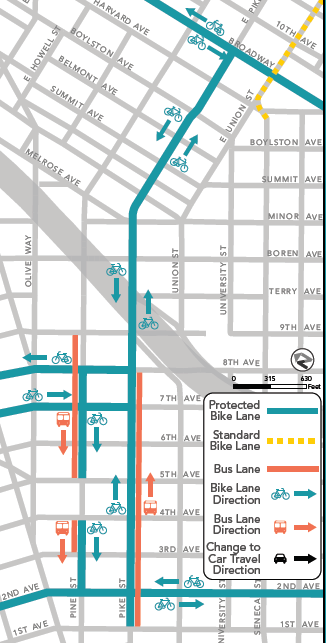 HARVARD AVE
E PIKE
10TH AVE
E HOWELL ST
BOYLSTON AVE
BROADWAY
BELMONT AVE
SUMMIT AVE
E UNION ST
BOYLSTON AVE
MELROSE AVE
SUMMIT AVE
MINOR AVE
OLIVE WAY
UNION ST
UNIVERSITY ST
BOREN AVE
TERRY AVE
9TH AVE
8TH AVE
0 315 630
Feet
7TH AVE
6TH AVE
5TH AVE
4TH AVE
3RD AVE
Protected
Bike Lane
Standard
Bike Lane
Bus Lane
Bike Lane
Direction
Bus Lane
Direction
Change to
Car Travel
Direction
2ND AVE
2ND AVE
PINE ST
PIKE ST
UNIVERSITY ST
SENECA ST
1ST AVE
1ST AVE